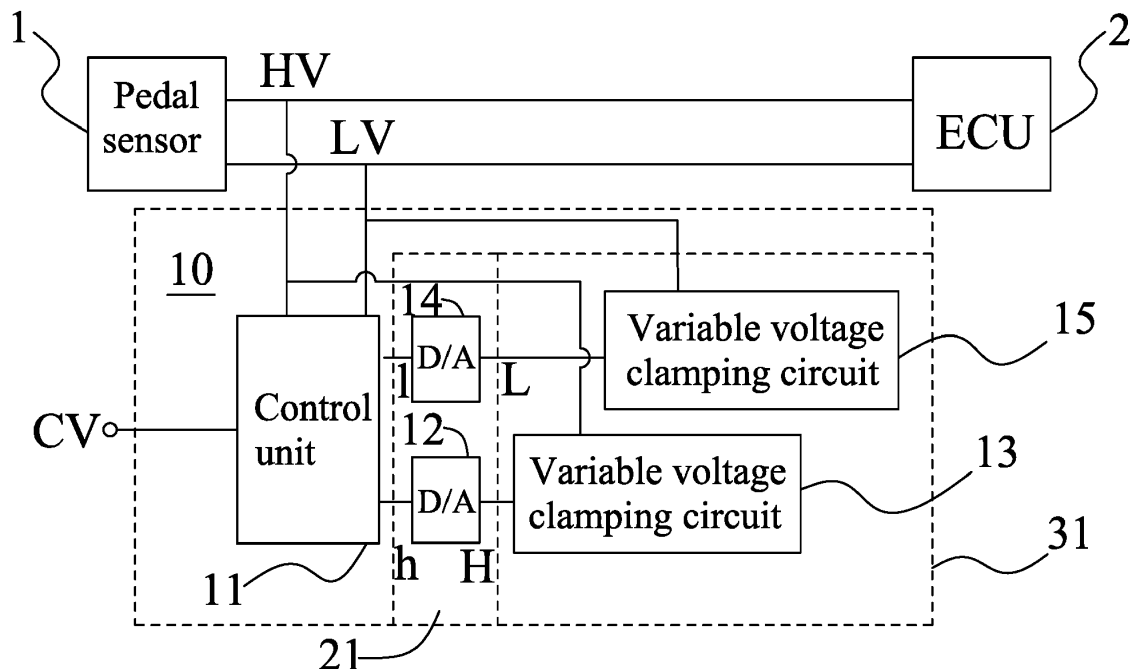 1
2
Pedal
sensor
HV
LV
ECU
10
14
D/A
l
L
Variable voltage
clamping circuit
15
CV
Control
unit
12
D/A
h
H
Variable voltage
clamping circuit
13
31
11
21